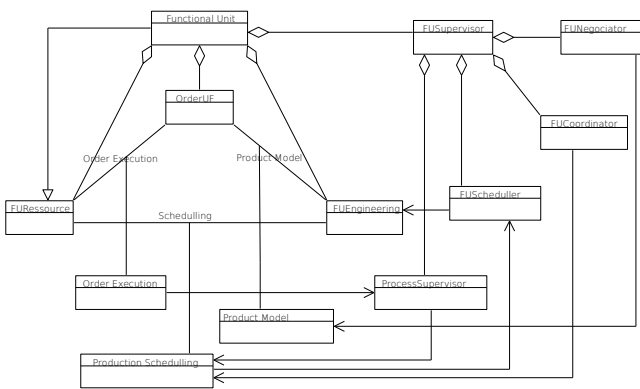 Functional Unit
FUSupervisor
FUNegociator
OrderUF
FUCoordinator
Order Execution
Product Model
FURessource
Schedulling
FUEngineering
FUScheduller
Order Execution
ProcessSupervisor
Product Model
Production Schedulling